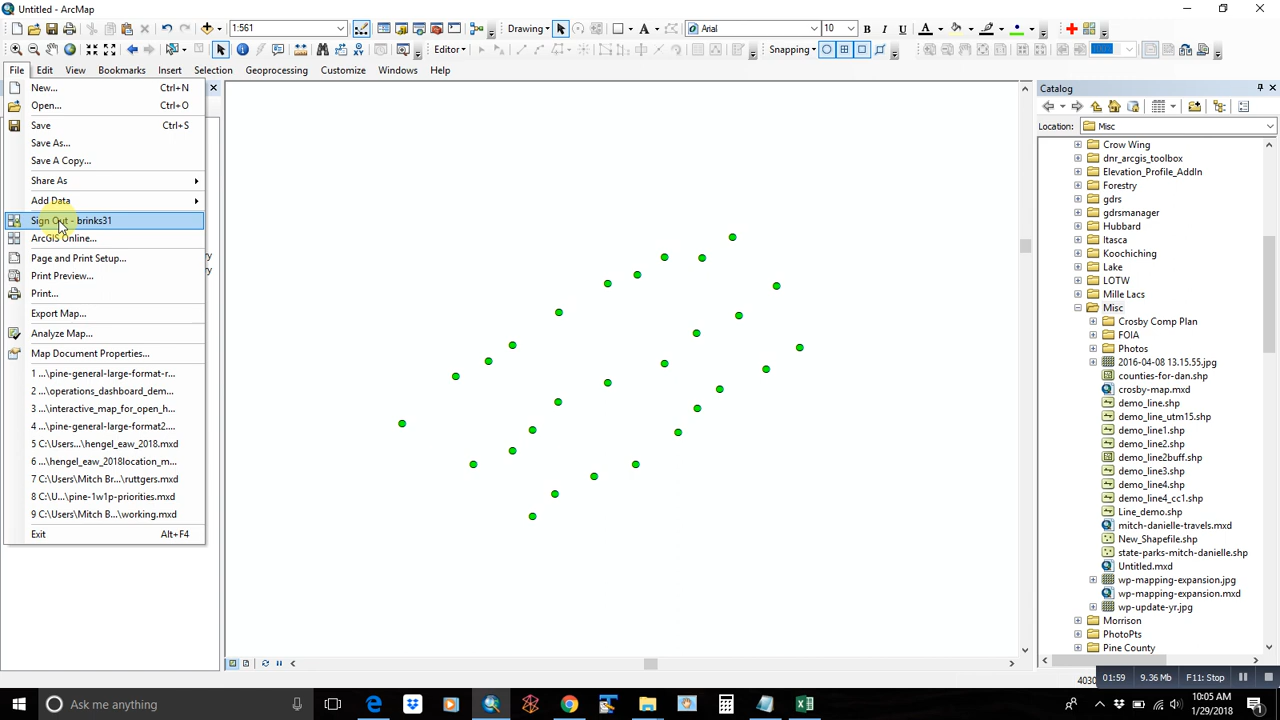 Untitled - ArcMap
1:561
Drawing
A
Arial
10
B I U A
Editor
Snapping
100%
File Edit View Bookmarks Insert Selection Geoprocessing Customize Windows Help
New... Ctrl+N
Open... Ctrl+O
Save Ctrl+S
Save As...
Save A Copy...
Share As
Add Data
Sign Out - brinks31
ArcGIS Online...
Page and Print Setup...
Print Preview...
Print...
Export Map...
Analyze Map...
Map Document Properties...
1 ...\pine-general-large-format-r...
2 ...\operations_dashboard_dem...
3 ...\interactive_map_for_open_h...
4 ...\pine-general-large-format2....
5 C:\Users...\hengel_eaw_2018.mxd
6 ...\hengel_eaw_2018location_m...
7 C:\Users\Mitch Br...\ruttgers.mxd
8 C:\U...\pine-1w1p-priorities.mxd
9 C:\Users\Mitch B...\working.mxd
Exit Alt+F4
ry
ry
Catalog
Location: Misc
Crow Wing
dnr_arcgis_toolbox
Elevation_Profile_AddIn
Forestry
gdrs
gdrsmanager
Hubbard
Itasca
Koochiching
Lake
LOTW
Mille Lacs
Misc
Crosby Comp Plan
FOIA
Photos
2016-04-08 13.15.55.jpg
counties-for-dan.shp
crosby-map.mxd
demo_line.shp
demo_line_utm15.shp
demo_line1.shp
demo_line2.shp
demo_line2buff.shp
demo_line3.shp
demo_line4.shp
demo_line4_cc1.shp
Line_demo.shp
mitch-danielle-travels.mxd
New_Shapefile.shp
state-parks-mitch-danielle.shp
Untitled.mxd
wp-mapping-expansion.jpg
wp-mapping-expansion.mxd
wp-update-yr.jpg
Morrison
PhotoPts
Pine County
4030
01:59 9.36 Mb F11: Stop
Ask me anything
10:05 AM
1/29/2018